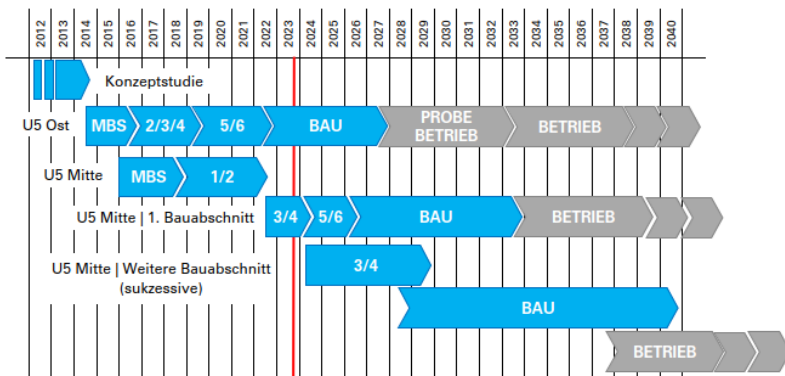 2012 2013 2014 2015 2016 2017 2018 2019 2020 2021 2022 2023 2024 2025 2026 2027 2028 2029 2030 2031 2032 2033 2034 2035 2036 2037 2038 2039 2040
Konzeptstudie
U5 Ost MBS 2/3/4 5/6 BAU PROBE
BETRIEB BETRIEB
U5 Mitte MBS 1/2
U5 Mitte | 1. Bauabschnitt 3/4 5/6 BAU BETRIEB
U5 Mitte | Weitere Bauabschnitt
(sukzessive) 3/4
BAU
BETRIEB